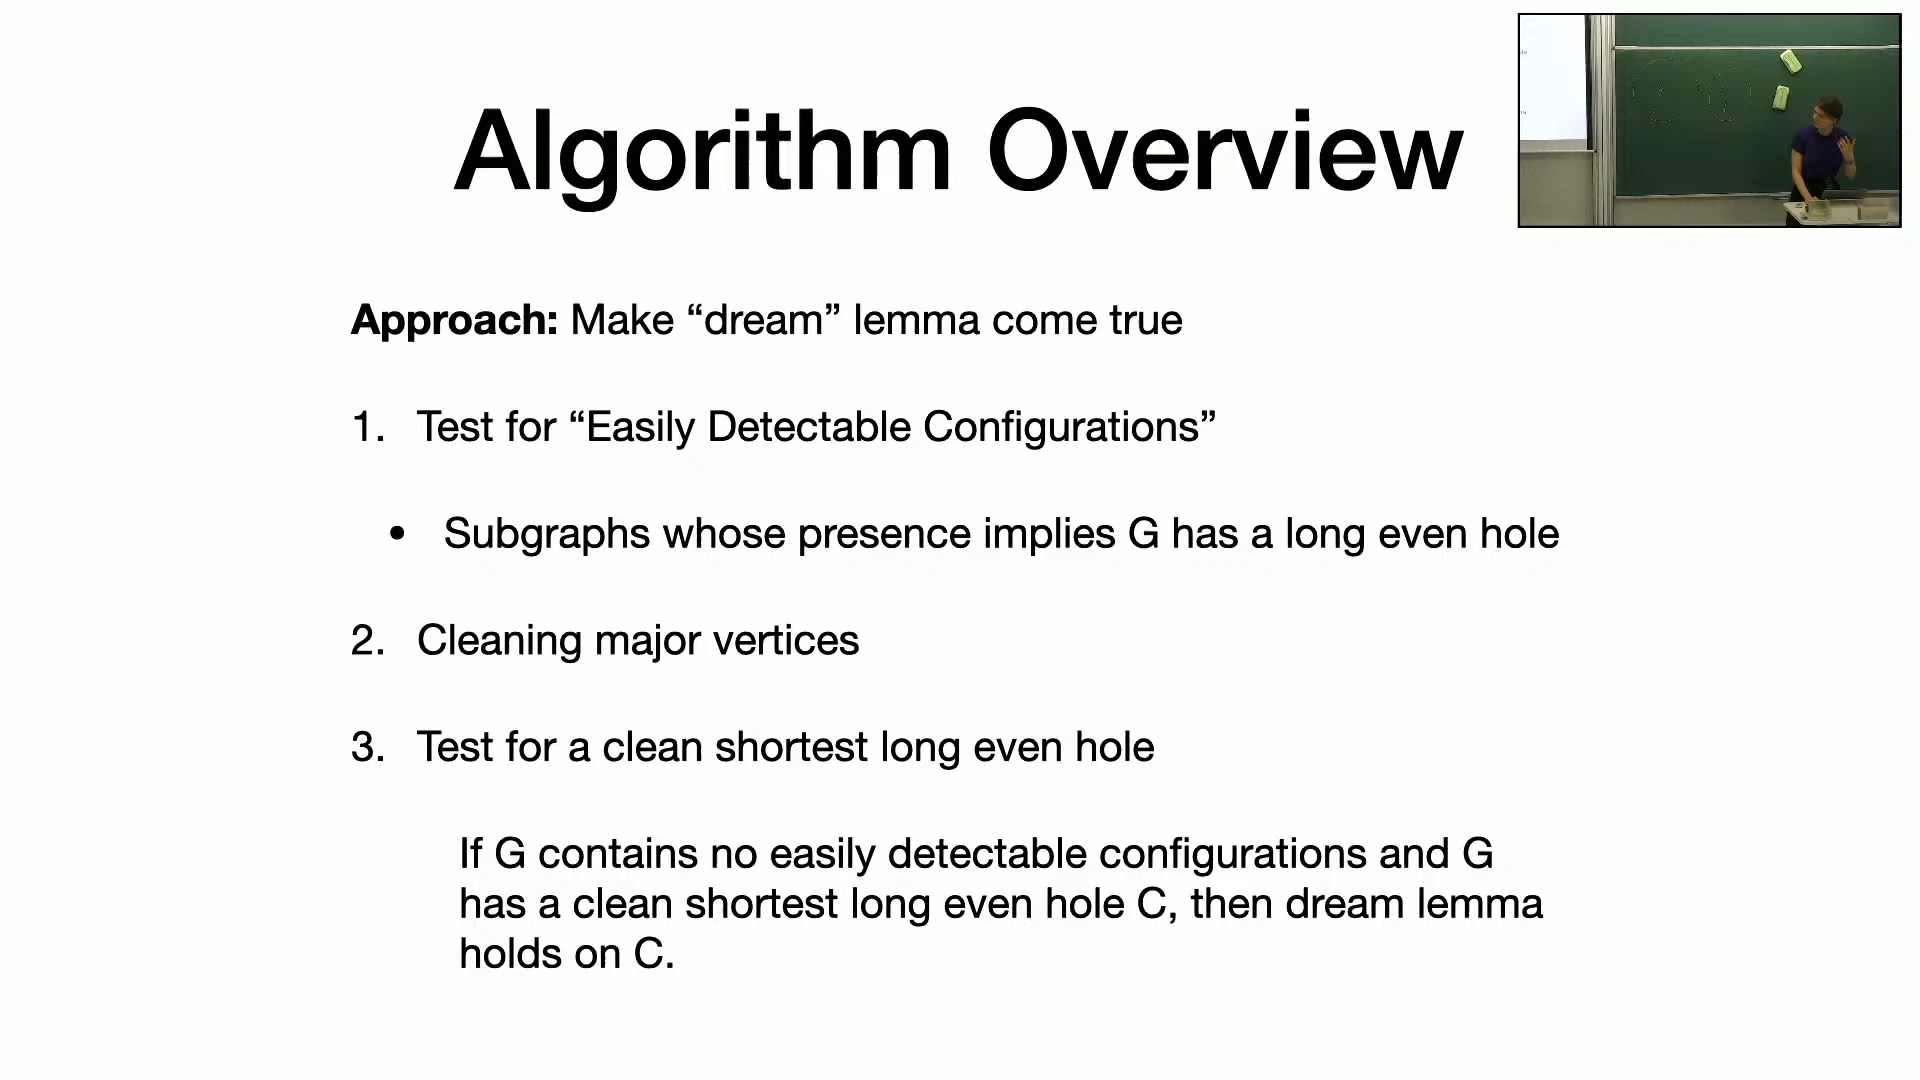 Algorithm Overview
Approach: Make “dream” lemma come true
1. Test for “Easily Detectable Configurations”
• Subgraphs whose presence implies G has a long even hole
2. Cleaning major vertices
3. Test for a clean shortest long even hole
If G contains no easily detectable configurations and G
has a clean shortest long even hole C, then dream lemma
holds on C.